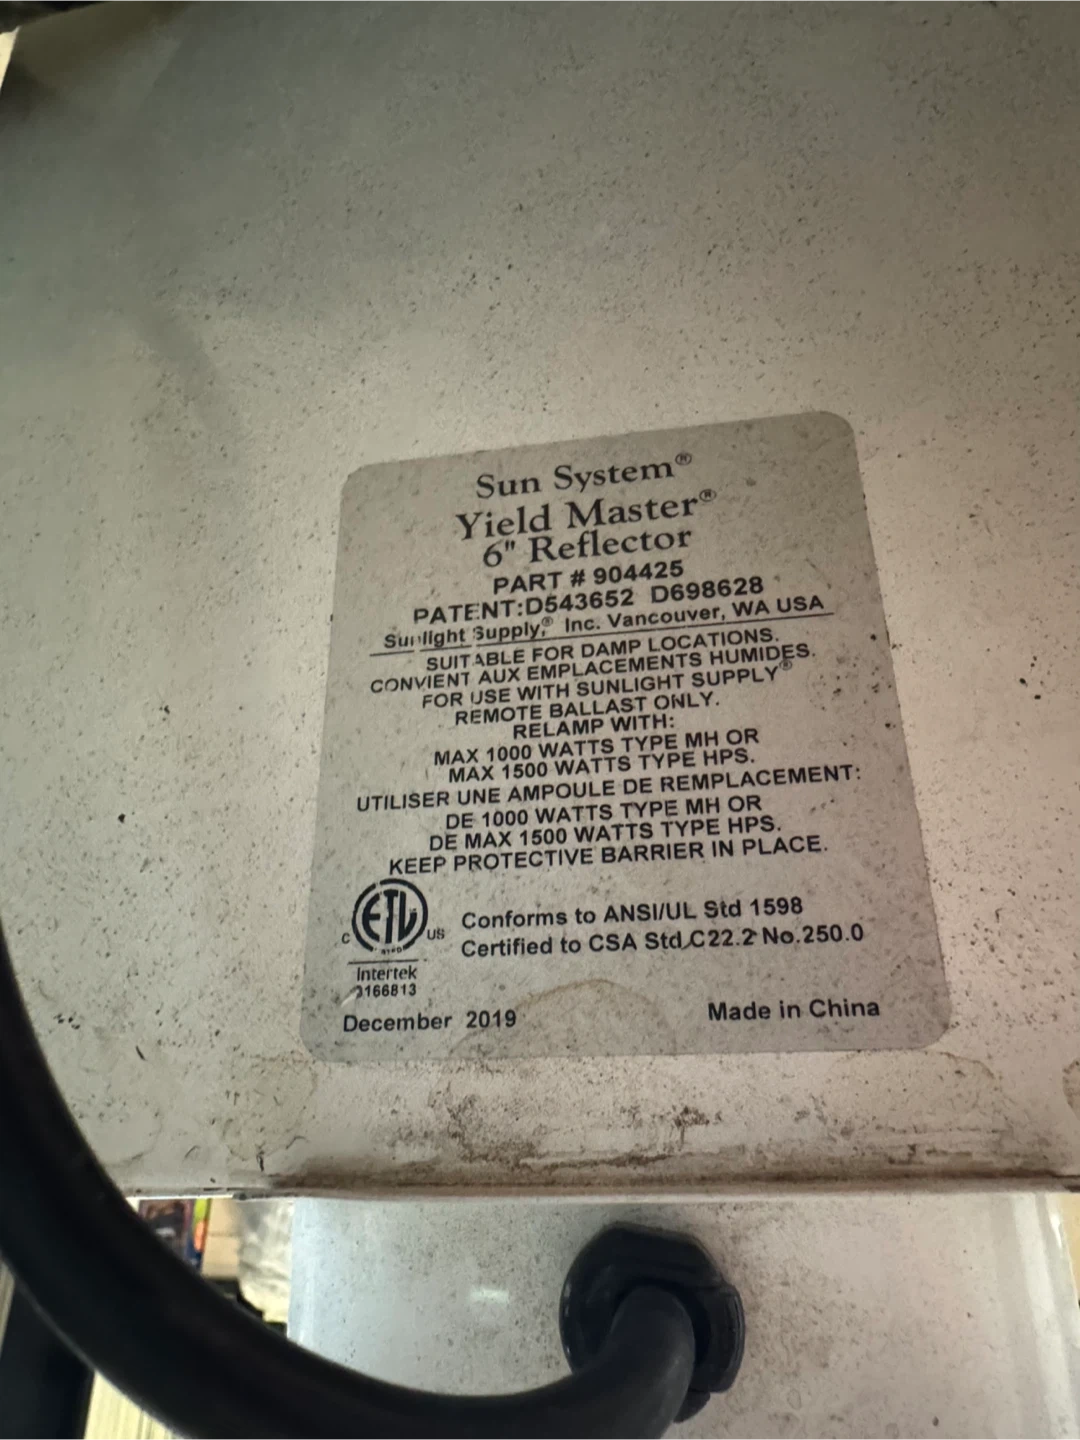 Sun System®
Yield Master®
6" Reflector
PART # 904425
PATENT:D543652 D698628
Sunlight Supply,® Inc. Vancouver, WA USA
SUITABLE FOR DAMP LOCATIONS.
CONVIENT AUX EMPLACEMENTS HUMIDES.
FOR USE WITH SUNLIGHT SUPPLY®
REMOTE BALLAST ONLY.
RELAMP WITH:
MAX 1000 WATTS TYPE MH OR
MAX 1500 WATTS TYPE HPS.
UTILISER UNE AMPOULE DE REMPLACEMENT:
DE 1000 WATTS TYPE MH OR
DE MAX 1500 WATTS TYPE HPS.
KEEP PROTECTIVE BARRIER IN PLACE.
C ETL US
Conforms to ANSI/UL Std 1598
Certified to CSA Std C22.2 No.250.0
Intertek
3166813
December 2019
Made in China